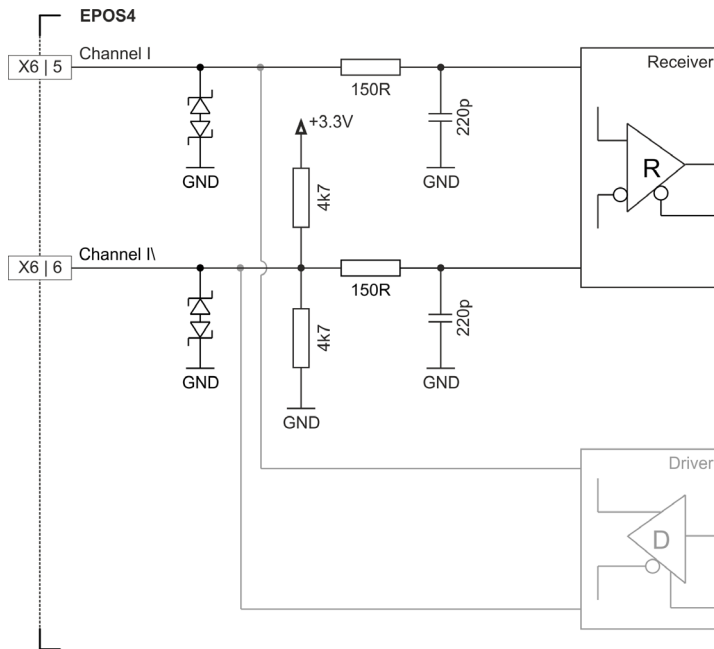 EPOS4
Channel I
X6 | 5
Receiver
150R
+3.3V
220p
GND
GND
4k7
R
Channel I\
X6 | 6
150R
220p
4k7
GND
GND
GND
Driver
D